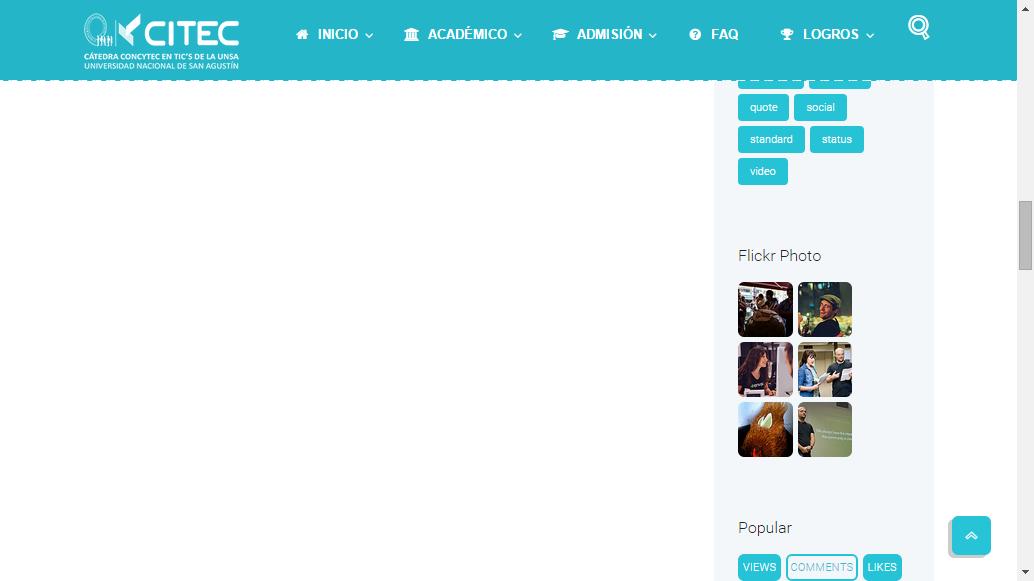 CITEC
CÁTEDRA CONCYTEC EN TIC'S DE LA UNSA
UNIVERSIDAD NACIONAL DE SAN AGUSTÍN
INICIO
ACADÉMICO
ADMISIÓN
FAQ
LOGROS
quote
social
standard
status
video
Flickr Photo
Popular
VIEWS
COMMENTS
LIKES